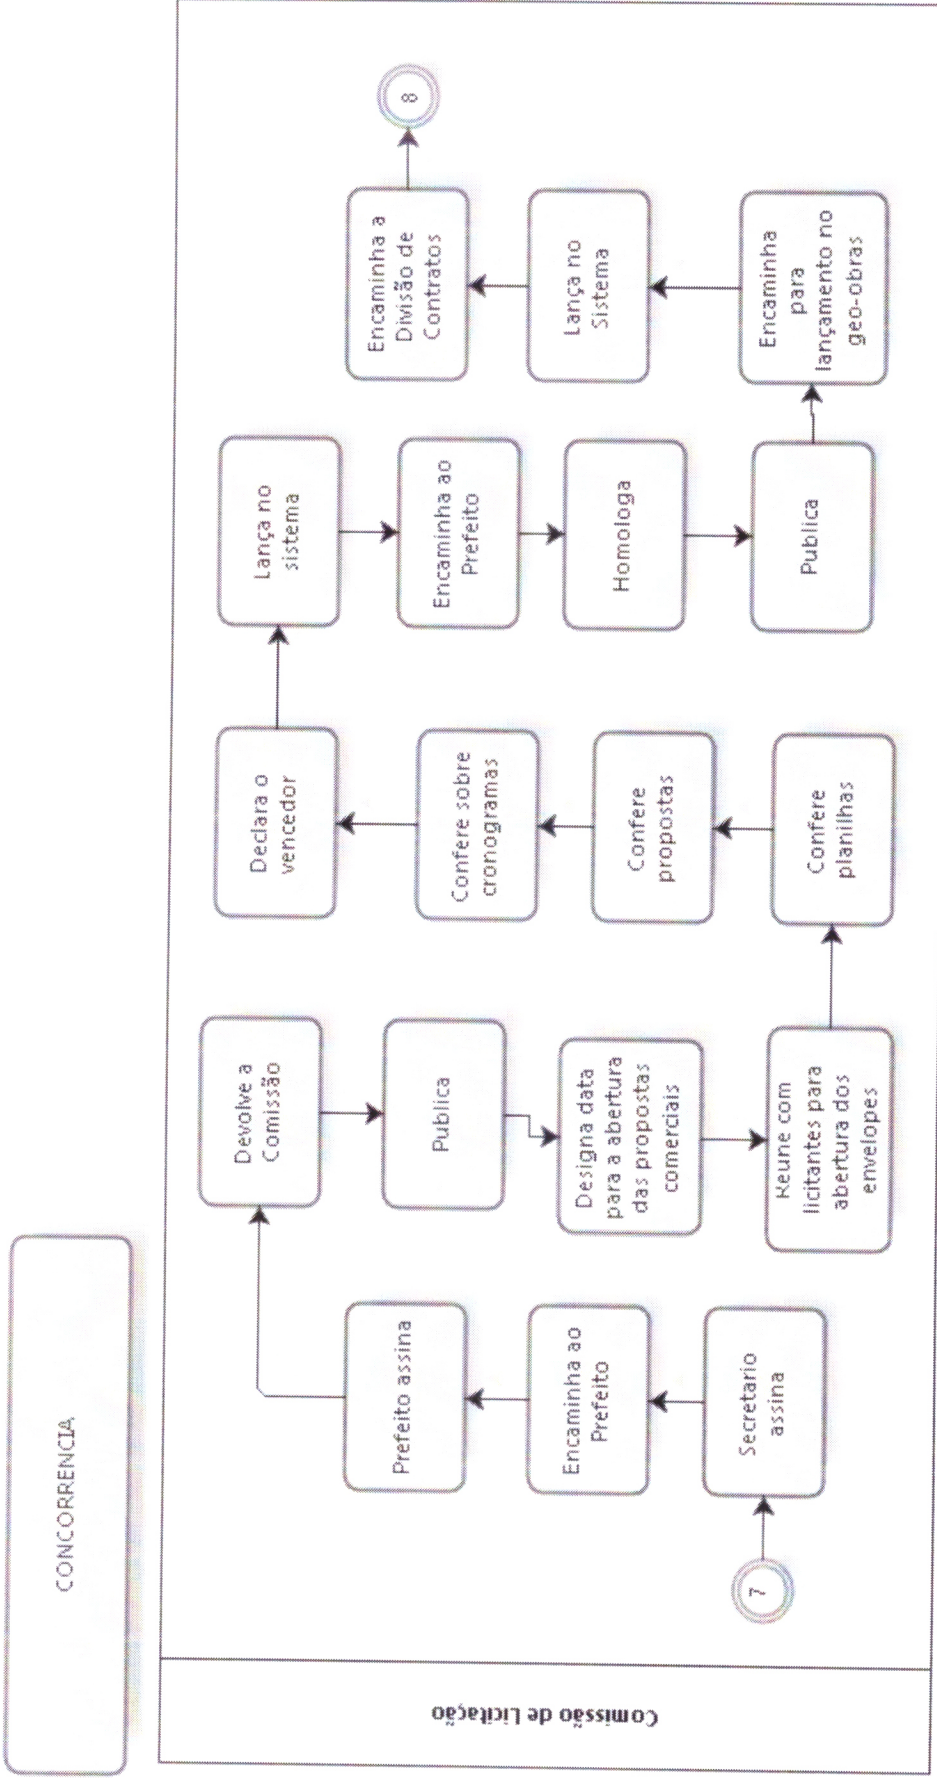 CONCORRENCIA
Comissão de Licitação
7
Secretario
assina
Encaminha ao
Prefeito
Prefeito assina
Devolve a
Comissão
Publica
Designa data
para a abertura
das propostas
comerciais
Reune com
licitantes para
abertura dos
envelopes
Confere
planilhas
Confere
propostas
Confere sobre
cronogramas
Declara o
vencedor
Lança no
sistema
Encaminha ao
Prefeito
Homologa
Publica
Encaminha
para
lançamento no
geo-obras
Lança no
Sistema
Encaminha a
Divisão de
Contratos
8